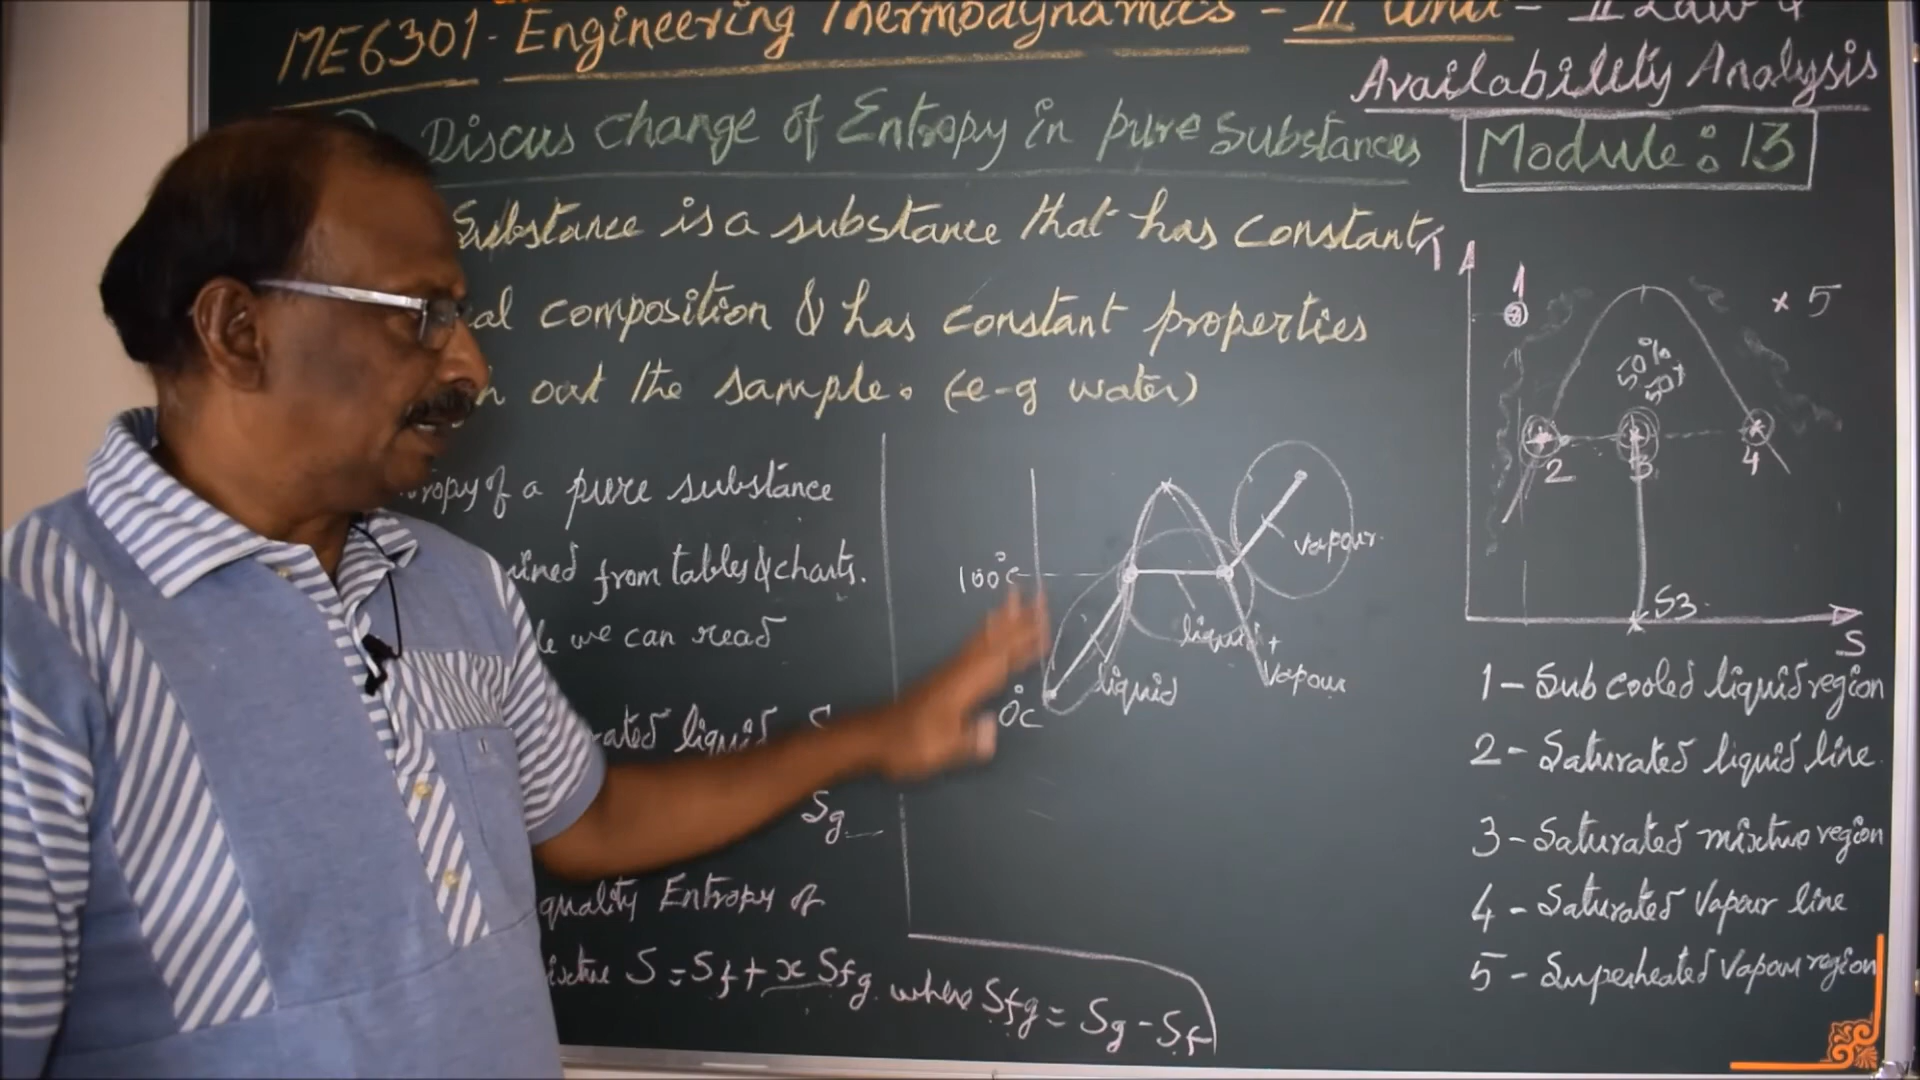 ME6301 - Engineering Thermodynamics - II Unit - II Law &
Availability Analysis
Discus Change of Entropy in pure Substances
Module: 13
Substance is a substance that has constant
composition & has constant properties
out the sample. (e-g water)
of a pure substance
from tables & charts.
we can read
liquid
Sg
quality Entropy of
S = Sf + x Sfg where Sfg = Sg - Sf
100°c
0°c
liquid
liquid +
Vapour
Vapour
1
5
50%
50%
2
3
4
S3
S
1 - Sub cooled liquid region
2 - Saturated liquid line
3 - Saturated mixture region
4 - Saturated Vapour line
5 - Superheated Vapour region